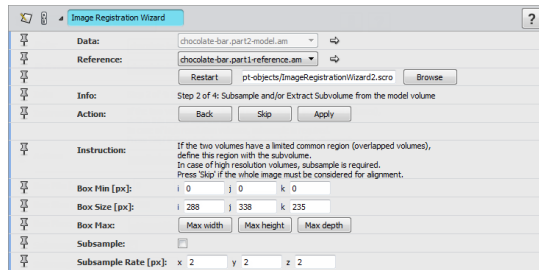 Image Registration Wizard ?
Data: chocolate-bar.part2-model.am
Reference: chocolate-bar.part1-reference.am
Restart pt-objects/ImageRegistrationWizard2.scro Browse
Info: Step 2 of 4: Subsample and/or Extract Subvolume from the model volume
Action: Back Skip Apply
Instruction: If the two volumes have a limited common region (overlapped volumes),
define this region with the subvolume.
In case of high resolution volumes, subsample is required.
Press 'Skip' if the whole image must be considered for alignment.
Box Min [px]: i 0 j 0 k 0
Box Size [px]: i 288 j 338 k 235
Box Max: Max width Max height Max depth
Subsample:
Subsample Rate [px]: x 2 y 2 z 2